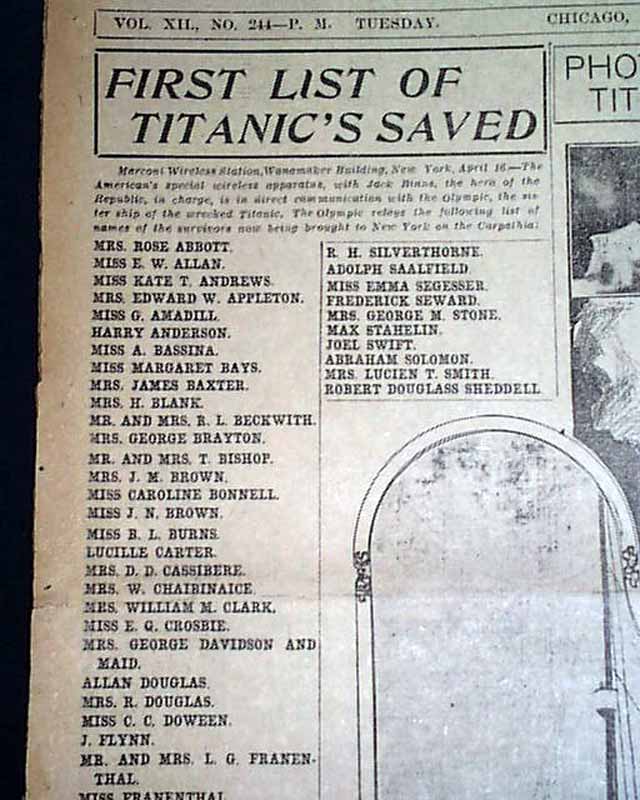 VOL. XII., NO. 244—P. M. TUESDAY. CHICAGO,
FIRST LIST OF
TITANIC'S SAVED
PHO
TIT
Marconi Wireless Station, Wanamaker Building, New York, April 16.—The
American's special wireless apparatus, with Jack Binns, the hero of the
Republic, in charge, is in direct communication with the Olympic, the sis-
ter ship of the wrecked Titanic. The Olympic relays the following list of
names of the survivors now being brought to New York on the Carpathia:
MRS. ROSE ABBOTT.
MISS E. W. ALLAN.
MISS KATE T. ANDREWS.
MRS. EDWARD W. APPLETON.
MISS G. AMADILL.
HARRY ANDERSON.
MISS A. BASSINA.
MISS MARGARET BAYS.
MRS. JAMES BAXTER.
MRS. H. BLANK.
MR. AND MRS. R. L. BECKWITH.
MRS. GEORGE BRAYTON.
MR. AND MRS. T. BISHOP.
MRS. J. M. BROWN.
MISS CAROLINE BONNELL.
MISS J. N. BROWN.
MISS B. L. BURNS.
LUCILLE CARTER.
MRS. D. D. CASSIBERE.
MRS. W. CHAIBINAICE.
MRS. WILLIAM M. CLARK.
MISS E. G. CROSBIE.
MRS. GEORGE DAVIDSON AND
MAID.
ALLAN DOUGLAS.
MRS. R. DOUGLAS.
MISS C. C. DOWEEN.
J. FLYNN.
MR. AND MRS. L. G. FRANEN-
THAL.
MISS FRANENTHAL
R. H. SILVERTHORNE.
ADOLPH SAALFIELD
MISS EMMA SEGESSER.
FREDERICK SEWARD.
MRS. GEORGE M. STONE.
MAX STAHELIN.
JOEL SWIFT.
ABRAHAM SOLOMON.
MRS. LUCIEN T. SMITH.
ROBERT DOUGLASS SHEDDELL